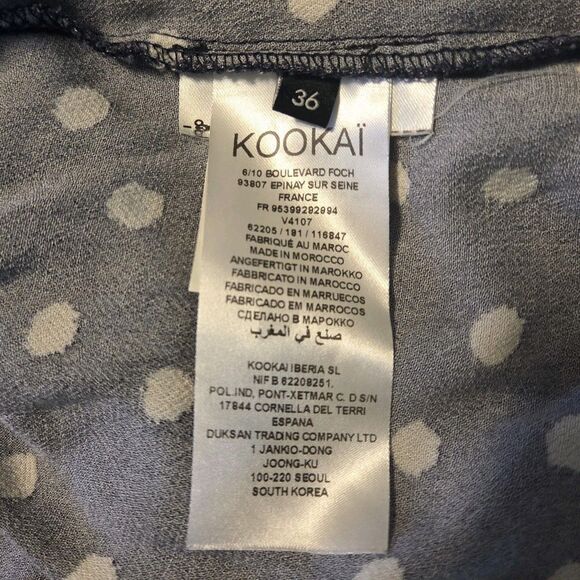 36
KOOKAÏ
6/10 BOULEVARD FOCH
93807 EPINAY SUR SEINE
FRANCE
FR 95399292994
V4107
62205 / 181 / 116847
FABRIQUÉ AU MAROC
MADE IN MOROCCO
ANGEFERTIGT IN MAROKKO
FABBRICATO IN MAROCCO
FABRICADO EN MARRUECOS
FABRICADO EM MARROCOS
СДЕЛАНО В МАРОККО
صنع في المغرب
KOOKAI IBERIA SL
NIF B 62208251.
POL.IND, PONT-XETMAR C. D S/N
17844 CORNELLA DEL TERRI
ESPANA
DUKSAN TRADING COMPANY LTD
1 JANKIO-DONG
JOONG-KU
100-220 SEOUL
SOUTH KOREA